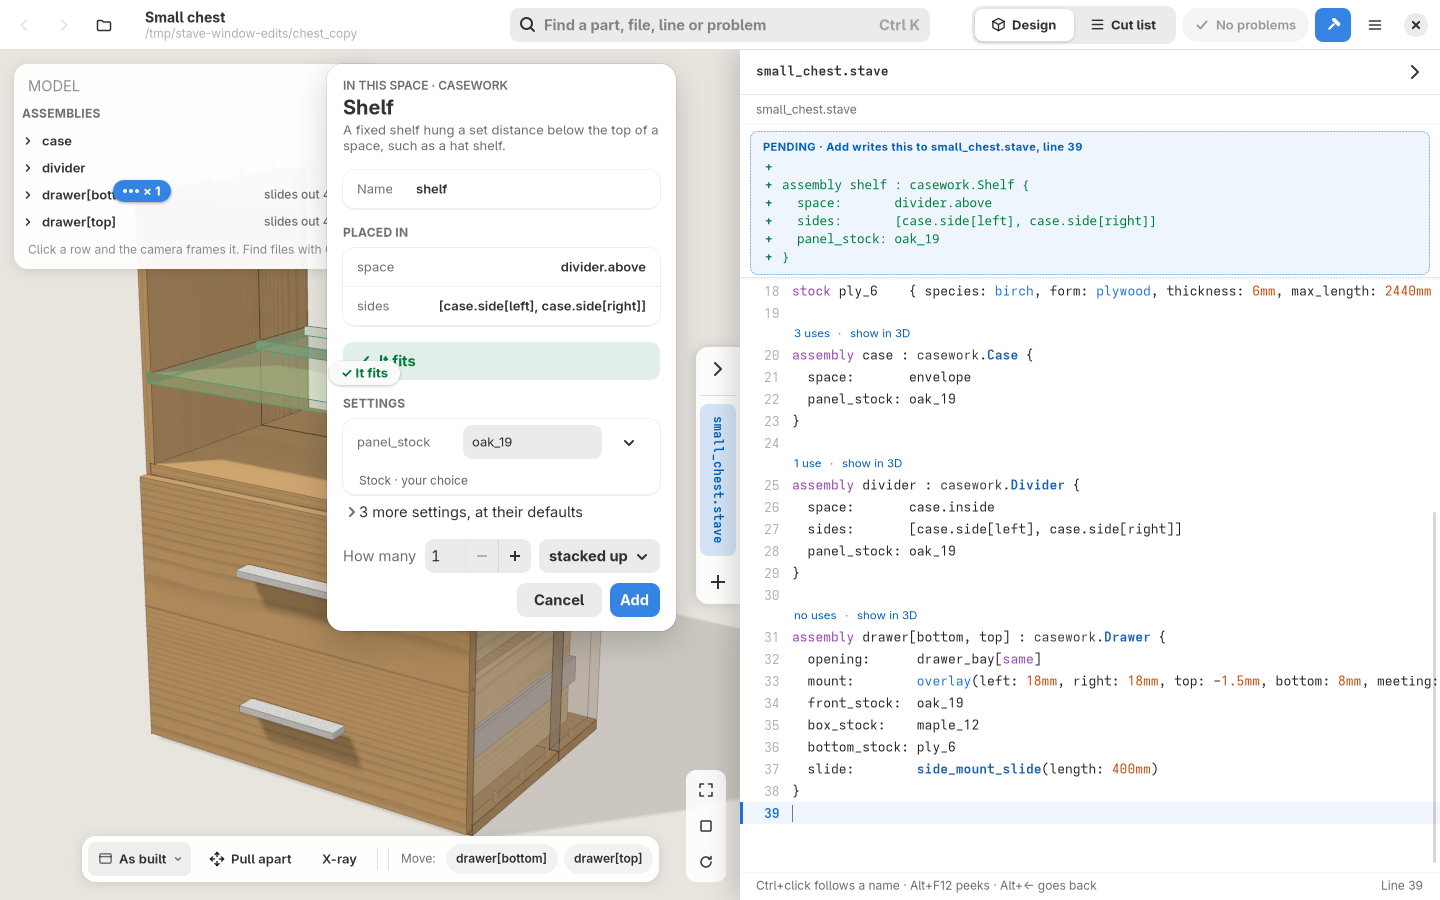 Small chest
/tmp/stave-window-edits/chest_copy
Find a part, file, line or problem
Ctrl K
Design
Cut list
No problems
MODEL
ASSEMBLIES
case
divider
••• × 1
slides out
drawer[top]
slides out
Click a row and the camera frames it. Find files with
IN THIS SPACE · CASEWORK
Shelf
A fixed shelf hung a set distance below the top of a
space, such as a hat shelf.
Name shelf
PLACED IN
space divider.above
sides [case.side[left], case.side[right]]
It fits
✓ It fits
SETTINGS
panel_stock oak_19
Stock · your choice
3 more settings, at their defaults
How many 1 − + stacked up
Cancel
Add
small_chest.stave
+
As built
Pull apart
X-ray
Move:
drawer[bottom]
drawer[top]
small_chest.stave
small_chest.stave
PENDING · Add writes this to small_chest.stave, line 39
+
+ assembly shelf : casework.Shelf {
+ space: divider.above
+ sides: [case.side[left], case.side[right]]
+ panel_stock: oak_19
+ }
18 stock ply_6 { species: birch, form: plywood, thickness: 6mm, max_length: 2440mm
19
3 uses · show in 3D
20 assembly case : casework.Case {
21 space: envelope
22 panel_stock: oak_19
23 }
24
1 use · show in 3D
25 assembly divider : casework.Divider {
26 space: case.inside
27 sides: [case.side[left], case.side[right]]
28 panel_stock: oak_19
29 }
30
no uses · show in 3D
31 assembly drawer[bottom, top] : casework.Drawer {
32 opening: drawer_bay[same]
33 mount: overlay(left: 18mm, right: 18mm, top: -1.5mm, bottom: 8mm, meeting:
34 front_stock: oak_19
35 box_stock: maple_12
36 bottom_stock: ply_6
37 slide: side_mount_slide(length: 400mm)
38 }
39
Ctrl+click follows a name · Alt+F12 peeks · Alt+← goes back
Line 39